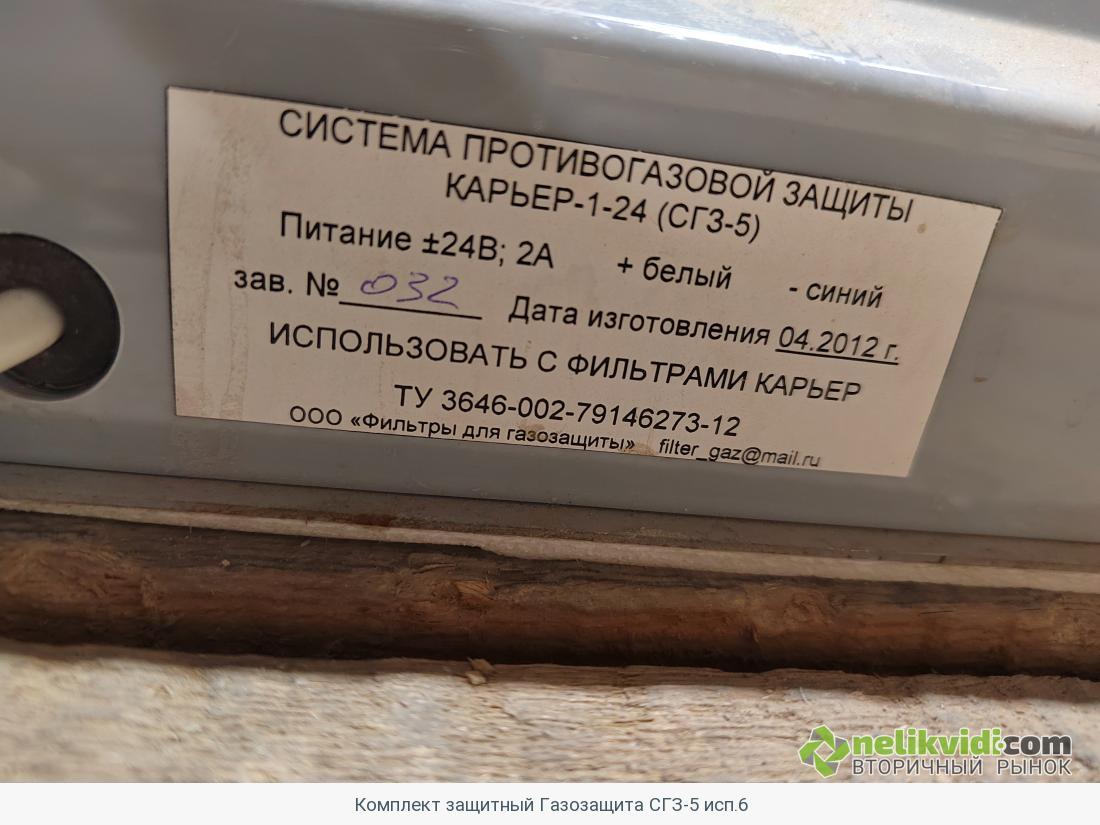 СИСТЕМА ПРОТИВОГАЗОВОЙ ЗАЩИТЫ
КАРЬЕР-1-24 (СГЗ-5)
Питание ±24В; 2А + белый - синий
зав. № 032 Дата изготовления 04.2012 г.
ИСПОЛЬЗОВАТЬ С ФИЛЬТРАМИ КАРЬЕР
ТУ 3646-002-79146273-12
ООО «Фильтры для газозащиты» filter_gaz@mail.ru
nelikvidi.com
ВТОРИЧНЫЙ РЫНОК
Комплект защитный Газозащита СГЗ-5 исп.6